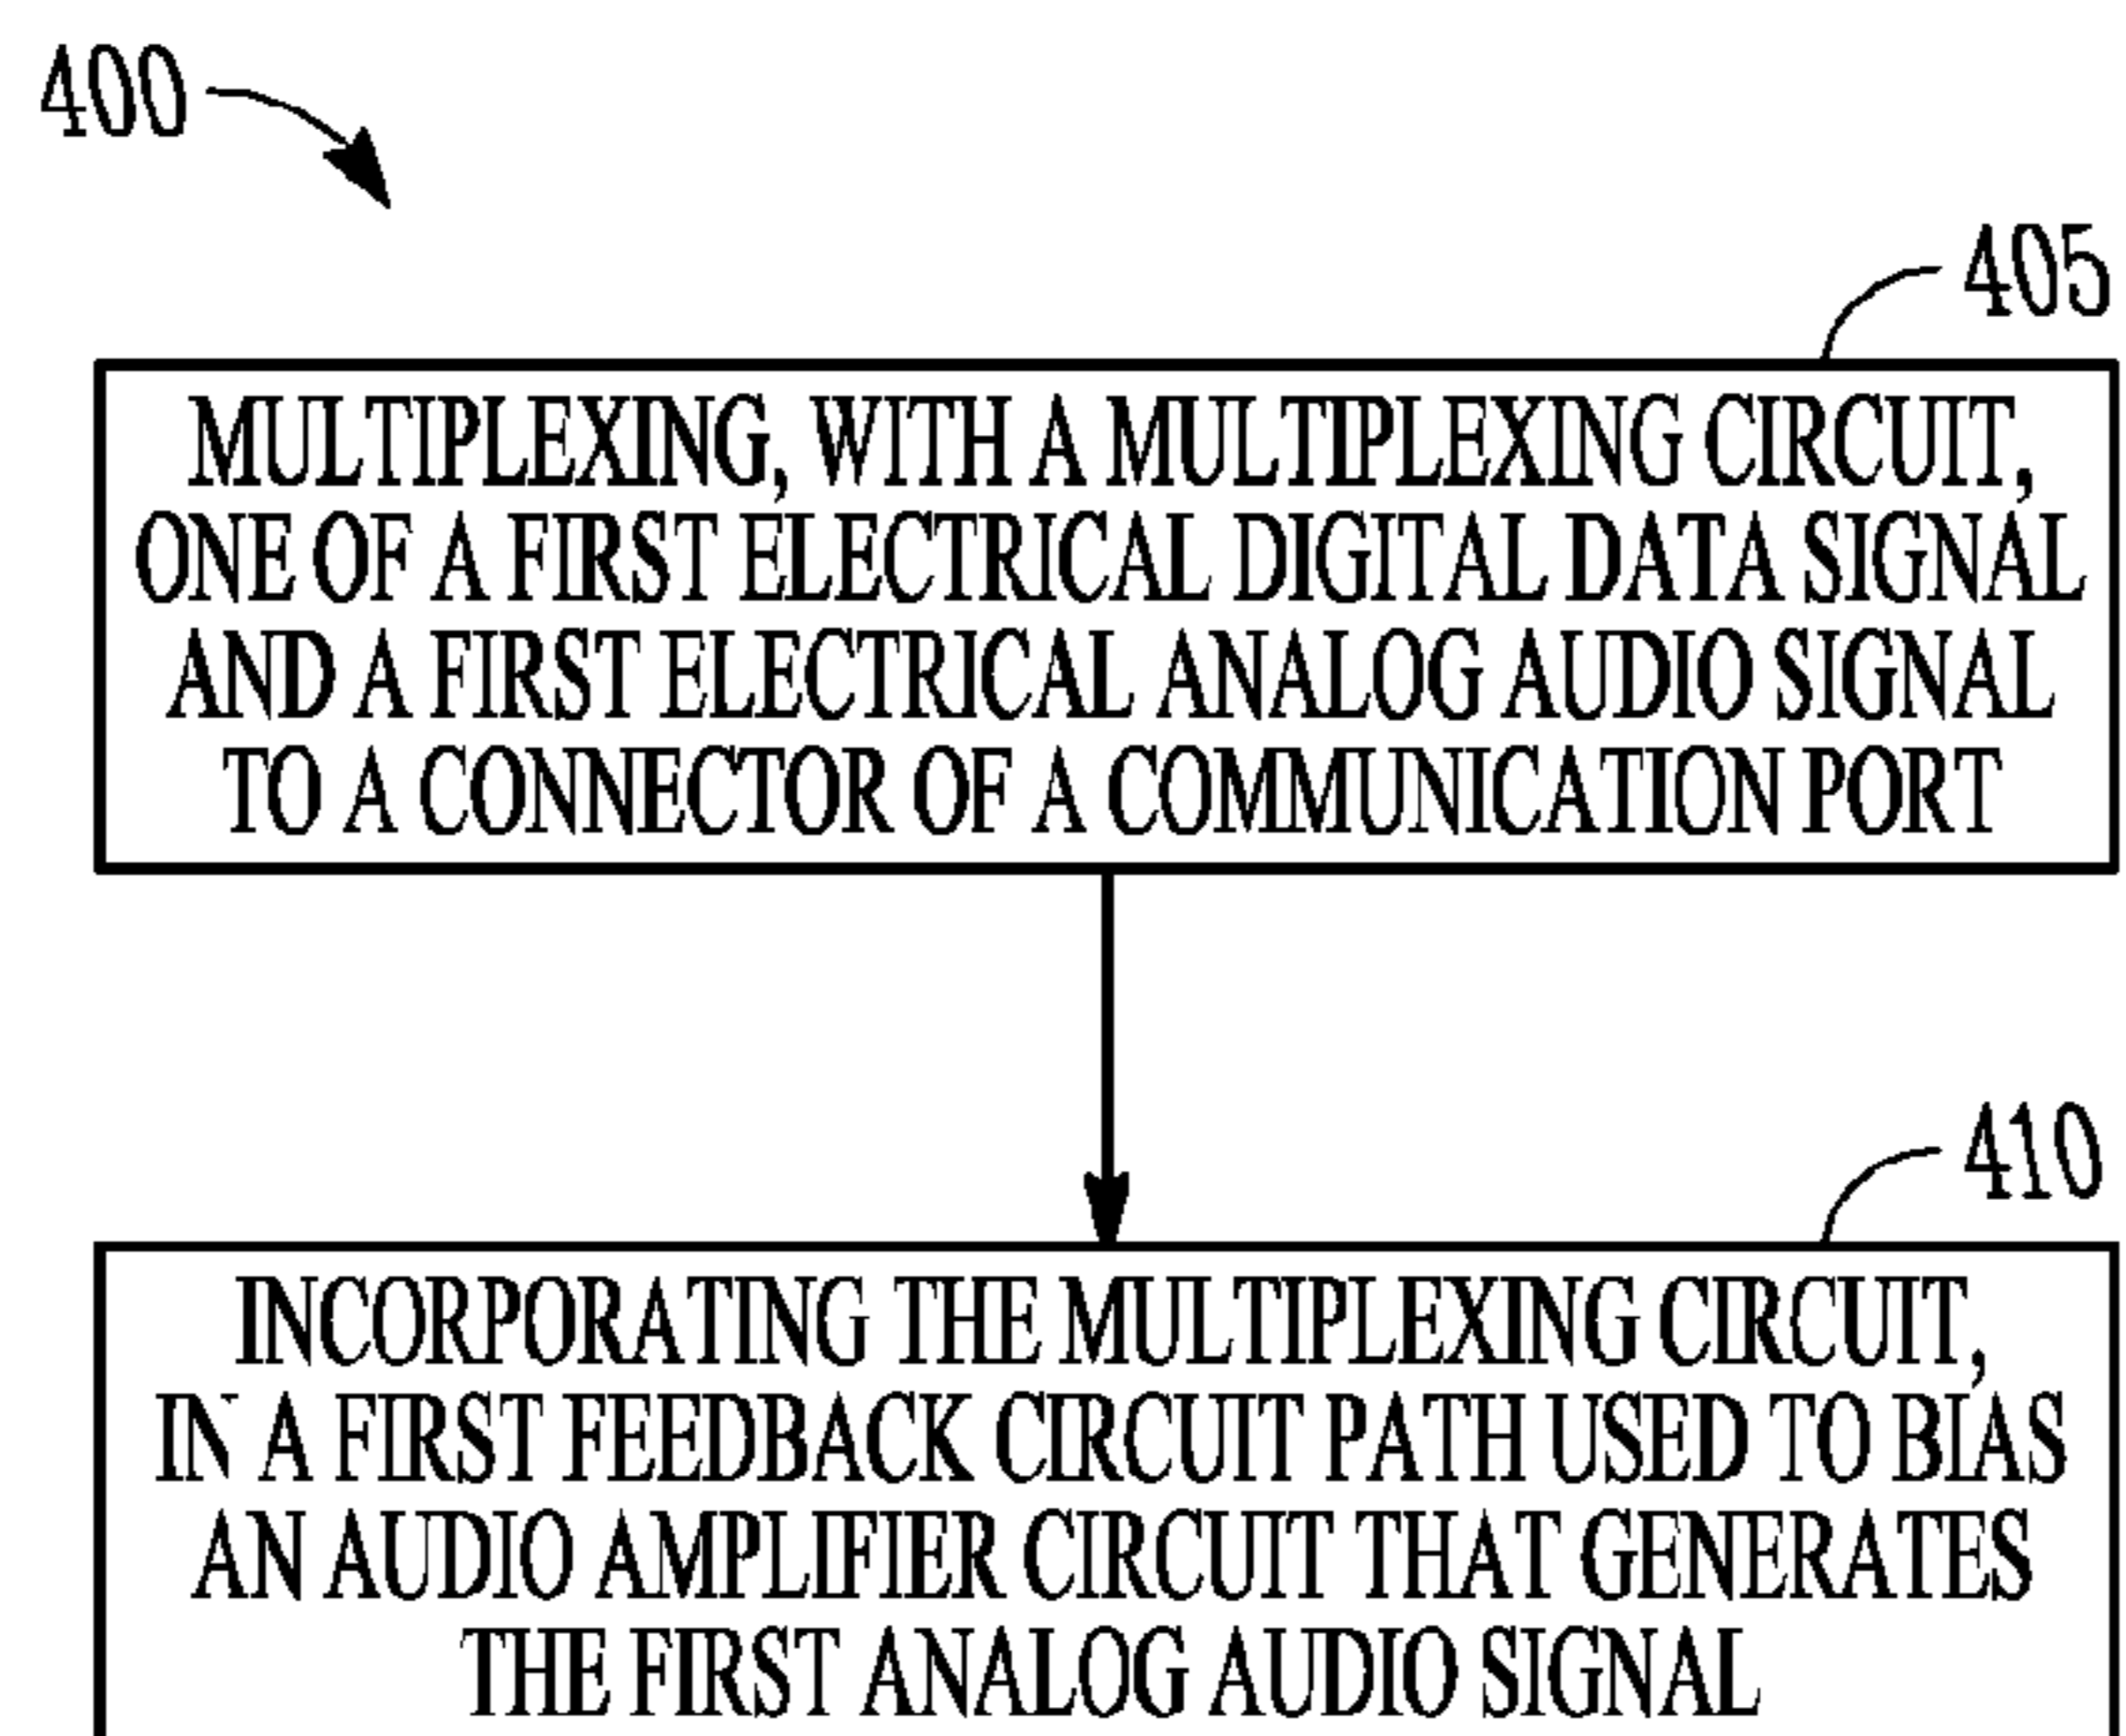 400
405
MULTIPLEXING, WITH A MULTIPLEXING CIRCUIT,
ONE OF A FIRST ELECTRICAL DIGITAL DATA SIGNAL
AND A FIRST ELECTRICAL ANALOG AUDIO SIGNAL
TO A CONNECTOR OF A COMMUNICATION PORT
410
INCORPORATING THE MULTIPLEXING CIRCUIT,
IN A FIRST FEEDBACK CIRCUIT PATH USED TO BIAS
AN AUDIO AMPLIFIER CIRCUIT THAT GENERATES
THE FIRST ANALOG AUDIO SIGNAL